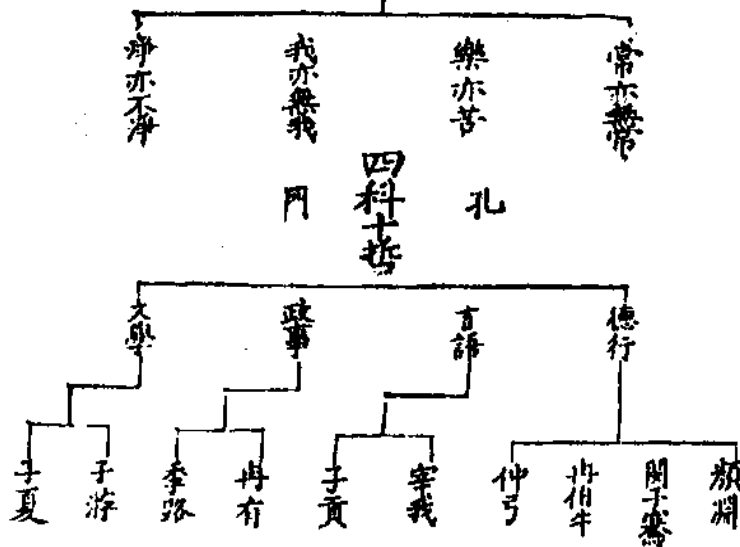 常亦無常
樂亦苦
我亦無我
淨亦不淨
孔
四科十哲
門
德行
言語
政事
文學
顏淵
閔子騫
冉伯牛
仲弓
宰我
子貢
冉有
季路
子游
子夏